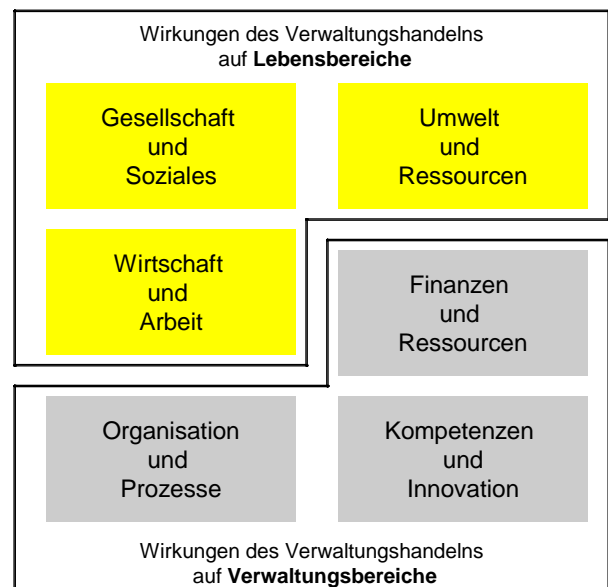 Wirkungen des Verwaltungshandelns
auf Lebensbereiche
Gesellschaft
und
Soziales
Umwelt
und
Ressourcen
Wirtschaft
und
Arbeit
Finanzen
und
Ressourcen
Organisation
und
Prozesse
Kompetenzen
und
Innovation
Wirkungen des Verwaltungshandelns
auf Verwaltungsbereiche